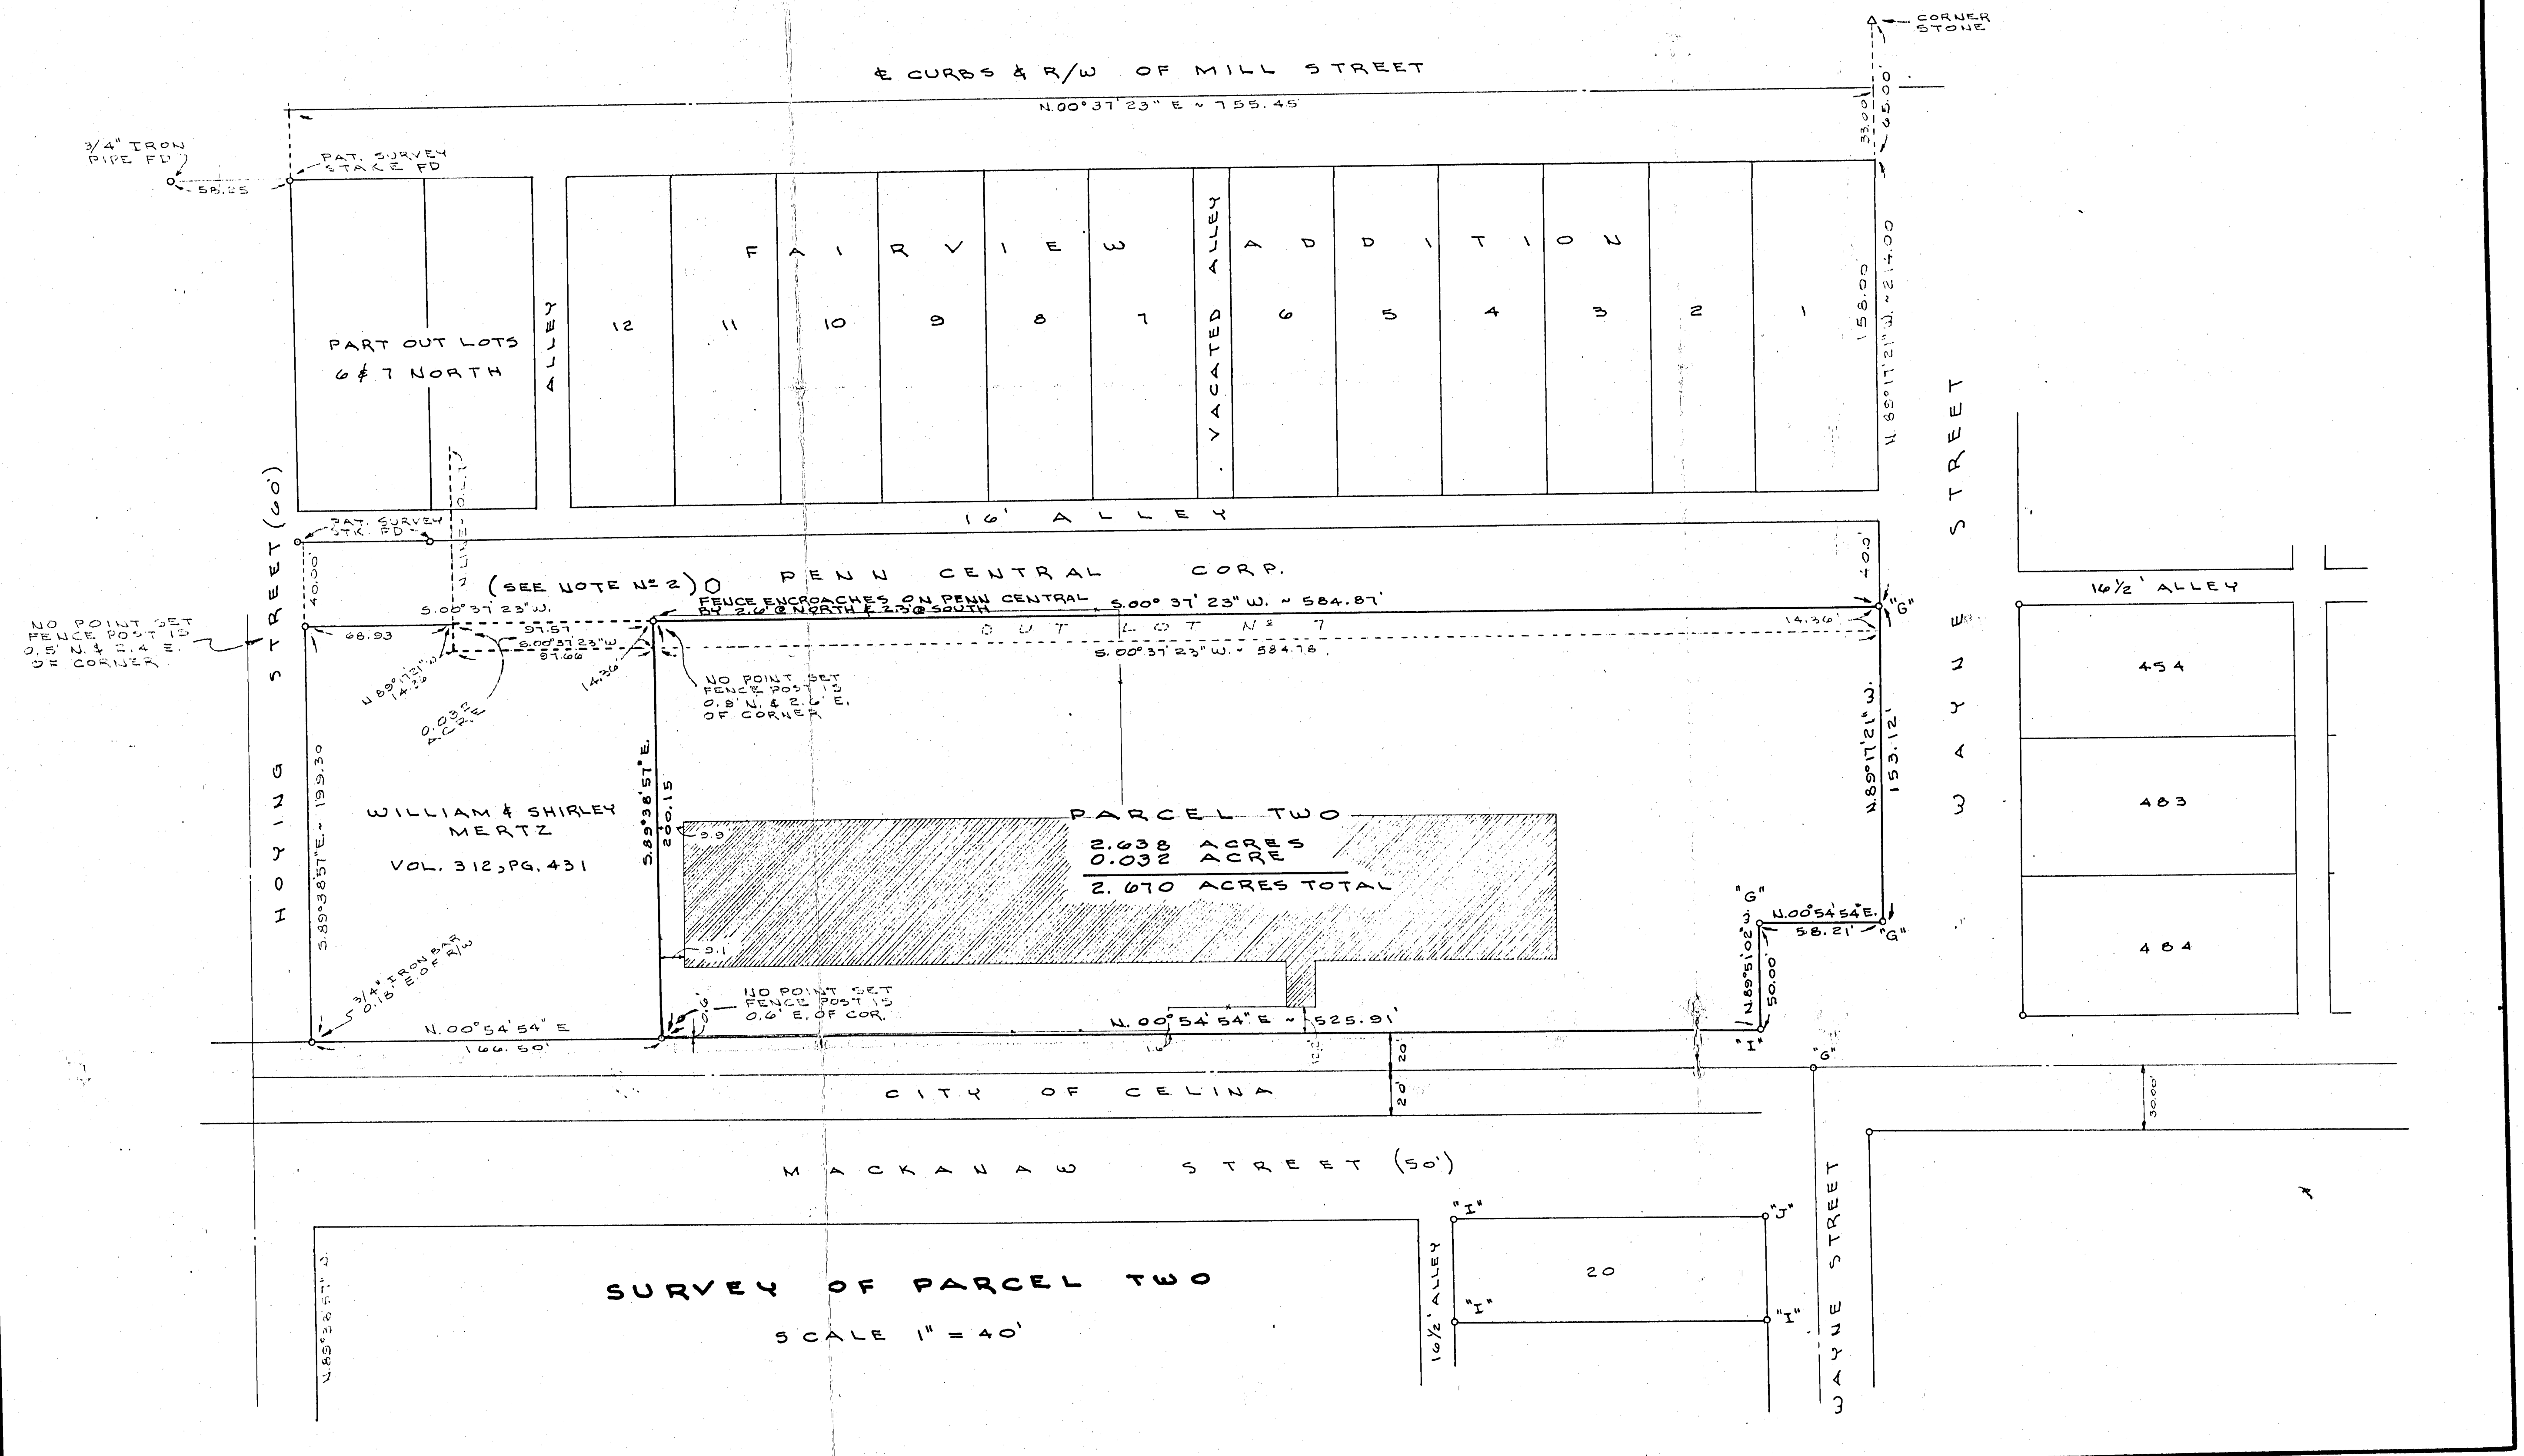 CORNER
STONE
℄ CURBS & R/W OF MILL STREET
N.00°37'23" E ~ 755.45'
33.00
65.00'
3/4" IRON
PIPE FD
PAT. SURVEY
STAKE FD
FAIRVIEW ADDITION
VACATED ALLEY
ALLEY
12
11
10
9
8
7
6
5
4
3
2
1
158.00
N.89°17'21" W. ~ 214.00
PART OUT LOTS
6 & 7 NORTH
HOYING STREET (60')
WAYNE STREET
PAT. SURVEY
STK. FD
16' ALLEY
16 1/2' ALLEY
40.00'
40.0'
(SEE NOTE Nº 2)
PENN CENTRAL CORP.
FENCE ENCROACHES ON PENN CENTRAL
BY 2.6' @ NORTH & 2.3' @ SOUTH
S.00° 37' 23" W. ~ 584.87'
"G"
S.00° 37' 23" W.
NO POINT SET
FENCE POST IS
0.5' N. & 2.4' E.
OF CORNER
68.93
97.57
S.00°37'23"W
97.66
OUT LOT Nº 7
14.36'
S.00°37'23"W. ~ 584.76
N.89°17'21"W
14.36
14.36'
0.032
ACRE
NO POINT SET
FENCE POST IS
0.9' N. & 2.6' E.
OF CORNER
454
483
484
N.89°17'21" W.
153.12'
S.89°38'57"E. ~ 199.30
S.89°38'57" E.
200.15
WILLIAM & SHIRLEY
MERTZ
VOL. 312, PG. 431
9.9
PARCEL TWO
2.638 ACRES
0.032 ACRE
2.670 ACRES TOTAL
9.1
"G"
N.00°54'54"E.
58.21'
"G"
N.89°51'02"W.
50.00'
3/4" IRON BAR
0.18' E. OF R/W
NO POINT SET
FENCE POST IS
0.6' E. OF COR.
0.6'
N. 00°54'54" E
166.50'
N. 00°54'54" E ~ 525.91'
1.6
"I"
"G"
20'
20'
CITY OF CELINA
30.00'
MACKANAW STREET (50')
"I"
"J"
20
"I"
"I"
16 1/2' ALLEY
WAYNE STREET
N.89°38'57" W.
SURVEY OF PARCEL TWO
SCALE 1" = 40'